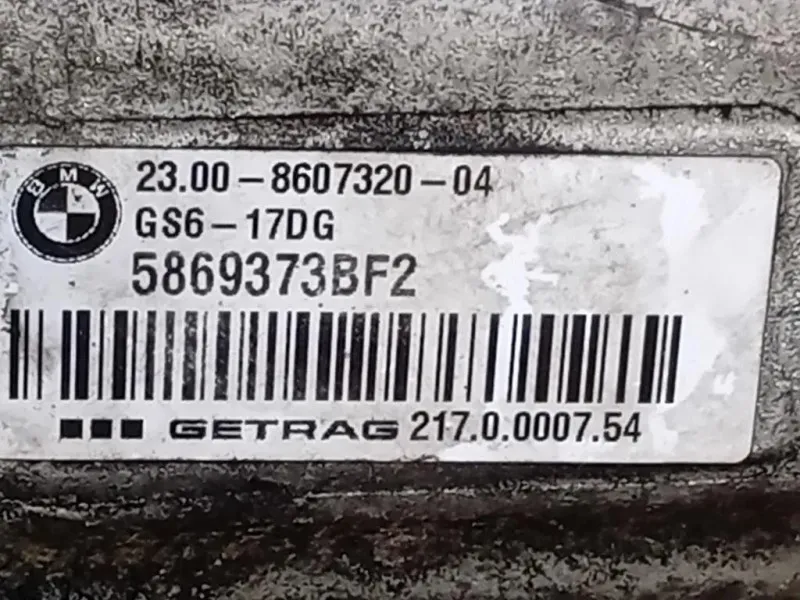 BMW
23.00-8607320-04
GS6-17DG
5869373BF2
GETRAG 217.0.0007.54